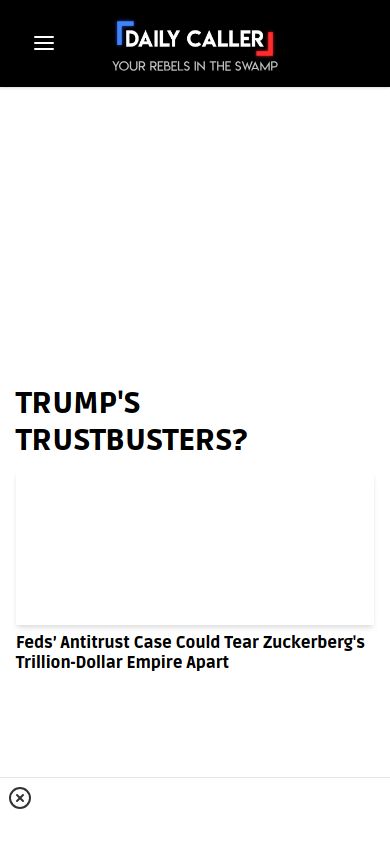 DAILY CALLER
YOUR REBELS IN THE SWAMP
TRUMP'S
TRUSTBUSTERS?
Feds’ Antitrust Case Could Tear Zuckerberg's
Trillion-Dollar Empire Apart